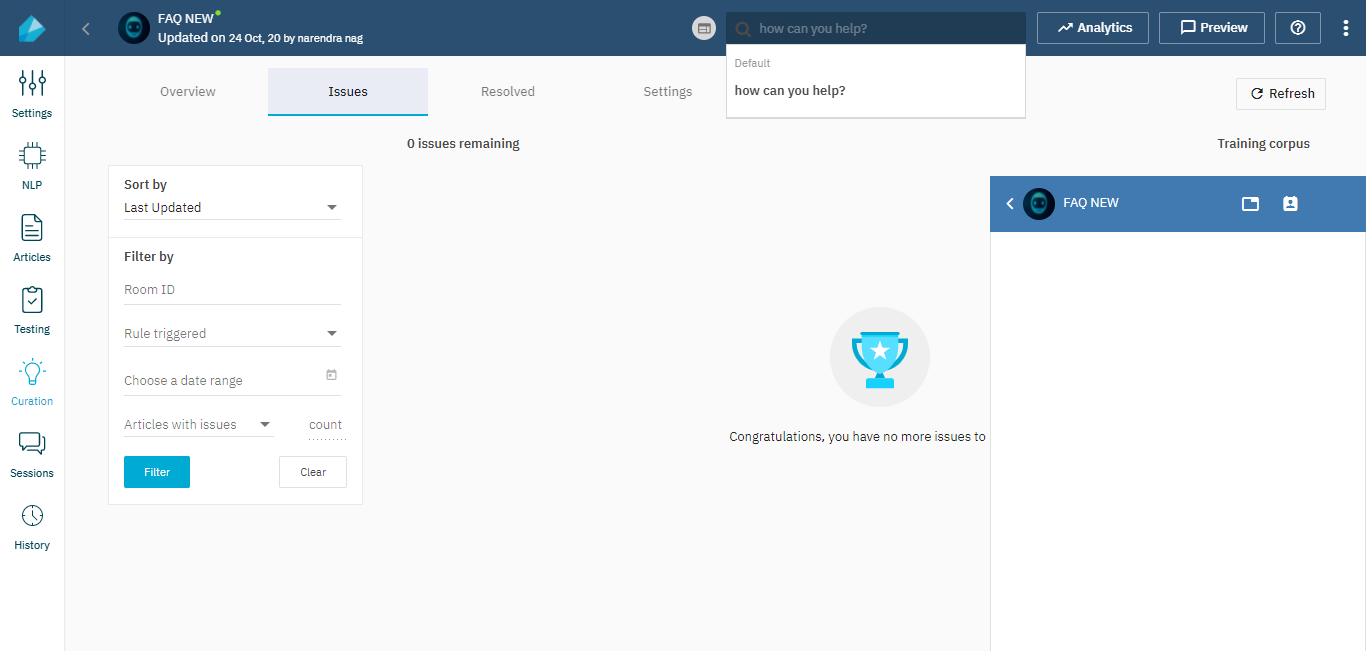 FAQ NEW
Updated on 24 Oct, 20 by narendra nag
how can you help?
Analytics
Preview
Default
how can you help?
Settings
NLP
Articles
Testing
Curation
Sessions
History
Overview
Issues
Resolved
Settings
Refresh
0 issues remaining
Training corpus
Sort by
Last Updated
Filter by
Room ID
Rule triggered
Choose a date range
Articles with issues
count
Filter
Clear
Congratulations, you have no more issues to
FAQ NEW